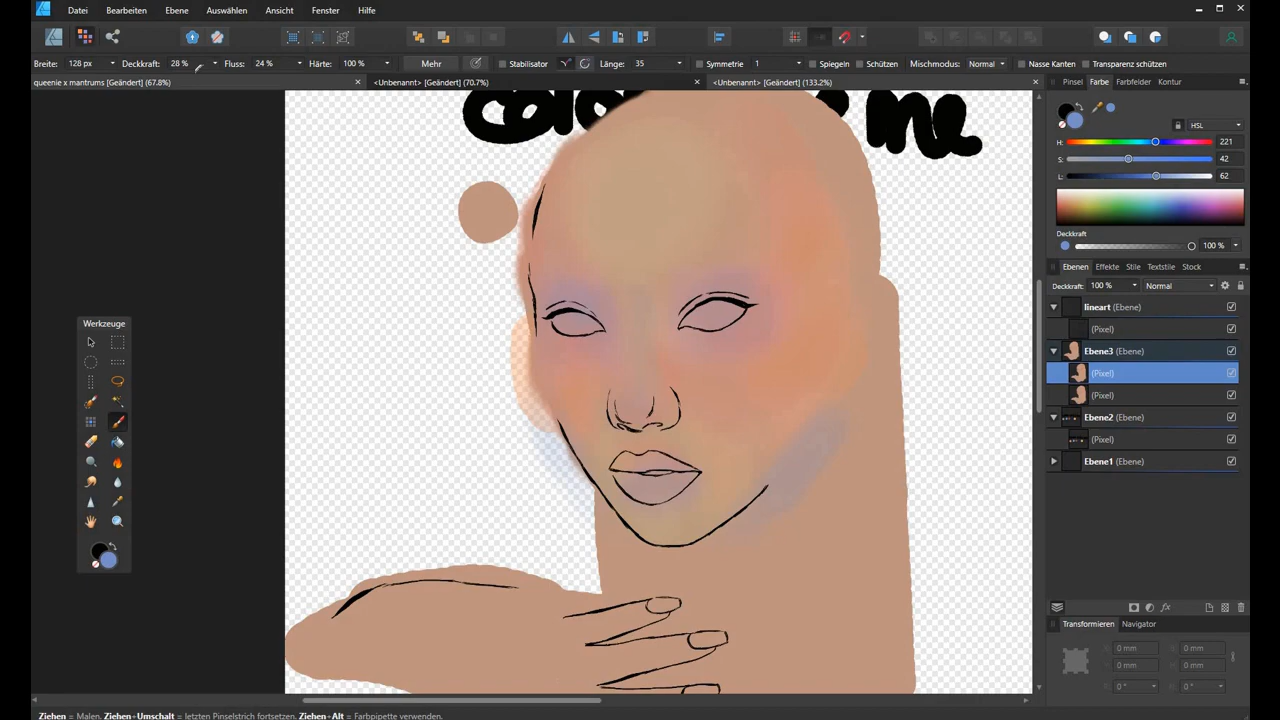 Datei Bearbeiten Ebene Auswählen Ansicht Fenster Hilfe
Breite: 128 px Deckkraft: 28 % Fluss: 24 % Härte: 100 % Mehr Stabilisator Länge: 35 Symmetrie 1 Spiegeln Schützen Mischmodus: Normal Nasse Kanten Transparenz schützen
queenie x mantrums [Geändert] (67.8%) <Unbenannt> [Geändert] (70.7%) <Unbenannt> [Geändert] (133.2%)
Pinsel Farbe Farbfelder Kontur
me
HSL
H: 221
S: 42
L: 62
Deckkraft
100 %
Ebenen Effekte Stile Textstile Stock
Deckkraft: 100 % Normal
lineart (Ebene)
(Pixel)
Ebene3 (Ebene)
(Pixel)
(Pixel)
Ebene2 (Ebene)
(Pixel)
Ebene1 (Ebene)
Werkzeuge
Transformieren Navigator
X: 0 mm W: 0 mm
Y: 0 mm H: 0 mm
R: 0 ° S: 0 °
Ziehen = Malen. Ziehen+Umschalt = letzten Pinselstrich fortsetzen. Ziehen+Alt = Farbpipette verwenden.